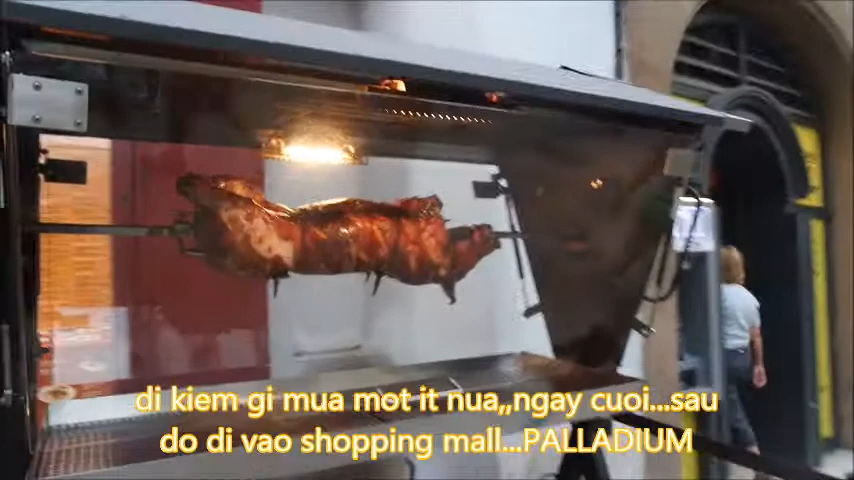 di kiem gi mua mot it nua,,,ngay cuoi....sau
do di vao shopping mall...PALLADIUM